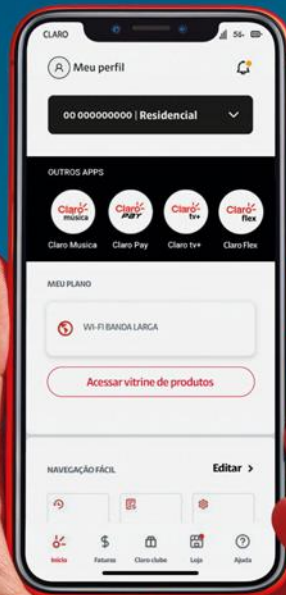 CLARO
5G
Meu perfil
00 000000000 | Residencial
OUTROS APPS
Claro música
Claro pay
Claro tv+
Claro flex
Claro Musica Claro Pay Claro tv+ Claro Flex
MEU PLANO
WI-FI BANDA LARGA
Acessar vitrine de produtos
NAVEGAÇÃO FÁCIL Editar >
Início Faturas Claro clube Loja Ajuda